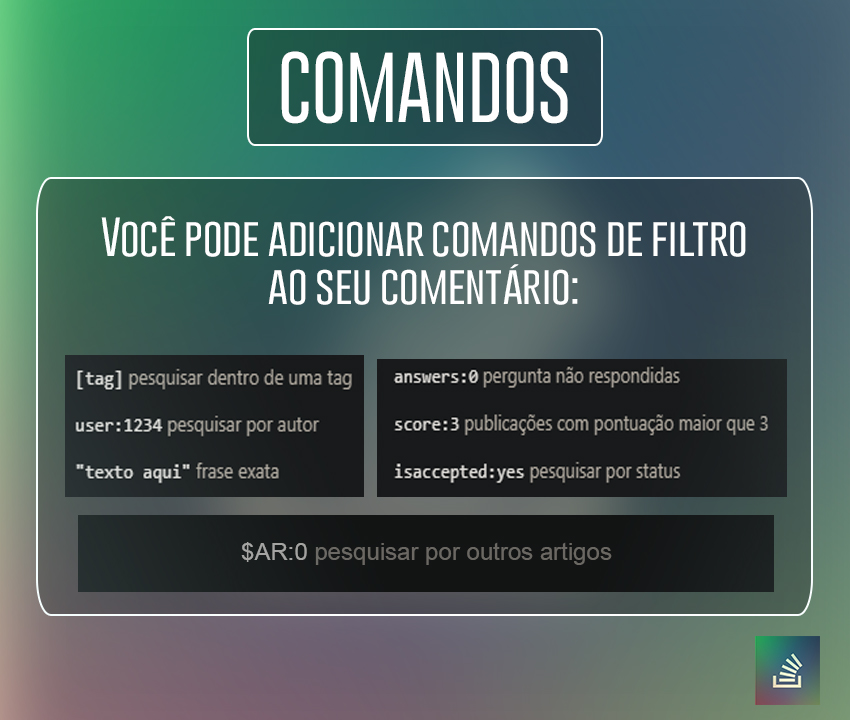 COMANDOS
VOCÊ PODE ADICIONAR COMANDOS DE FILTRO
AO SEU COMENTÁRIO:
[tag] pesquisar dentro de uma tag
user:1234 pesquisar por autor
"texto aqui" frase exata
answers:0 pergunta não respondidas
score:3 publicações com pontuação maior que 3
isaccepted:yes pesquisar por status
$AR:0 pesquisar por outros artigos